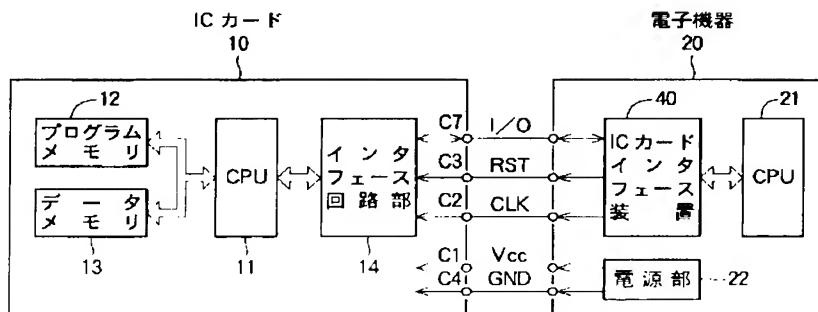 ICカード
10
電子機器
20
12
プログラム
メモリ
データ
メモリ
13
CPU
11
インタ
フェース
回路部
14
C7
I/O
C3
RST
C2
CLK
C1
Vcc
C4
GND
40
ICカード
インタ
フェース
装置
21
CPU
電源部
22